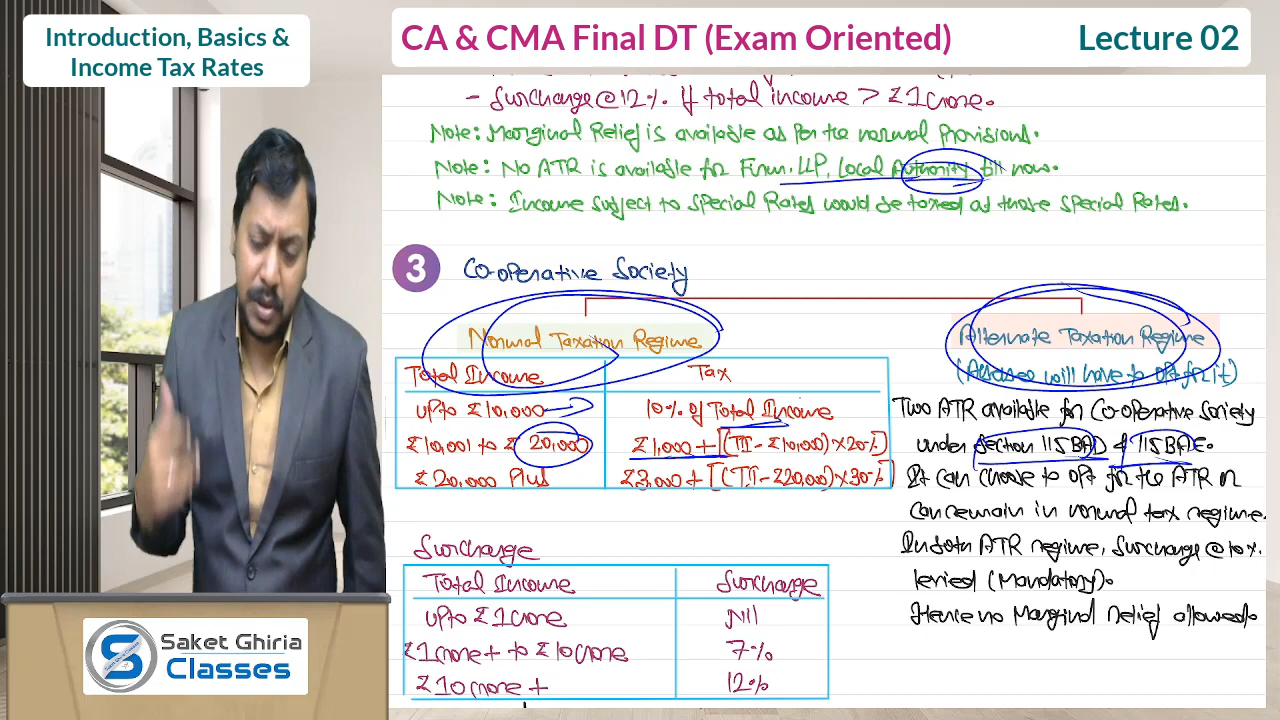 Introduction, Basics &
Income Tax Rates
CA & CMA Final DT (Exam Oriented)
Lecture 02
- Surcharge @ 12%. if total income > ₹1 crore.
Note: Marginal Relief is available as per the normal provisions.
Note: No ATR is available for Firm, LLP, Local Authority till now.
Note: Income subject to Special Rates would be taxed at those Special Rates.
3
Co-operative Society
Normal Taxation Regime
Total Income Tax
upto ₹10,000 10% of Total Income
₹10,001 to ₹ 20,000 ₹1,000 + [(TI-₹10,000)×20%]
₹20,000 Plus ₹3,000 + [(TI-₹20,000)×30%]
Surcharge
Total Income Surcharge
upto ₹1 crore Nil
₹1 crore+ to ₹10 crore 7%
₹10 crore + 12%
Alternate Taxation Regime
(Assessee will have to opt for it)
Two ATR available for Co-operative Society
under Section 115BAD & 115BAE.
It can choose to opt for the ATR or
can remain in normal tax regime.
In both ATR regime, Surcharge @ 10%.
levied (Mandatory).
Hence no Marginal Relief allowed.
Saket Ghiria
Classes